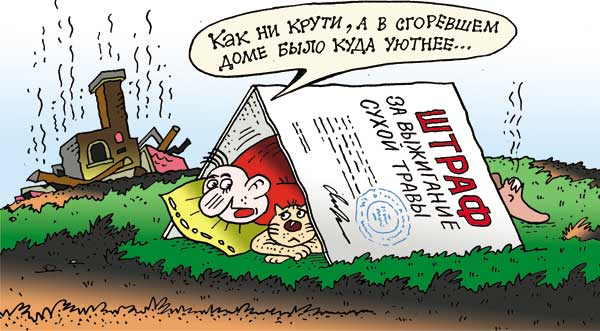 Как ни крути, а в сгоревшем
доме было куда уютнее...
ШТРАФ
ЗА ВЫЖИГАНИЕ
СУХОЙ ТРАВЫ